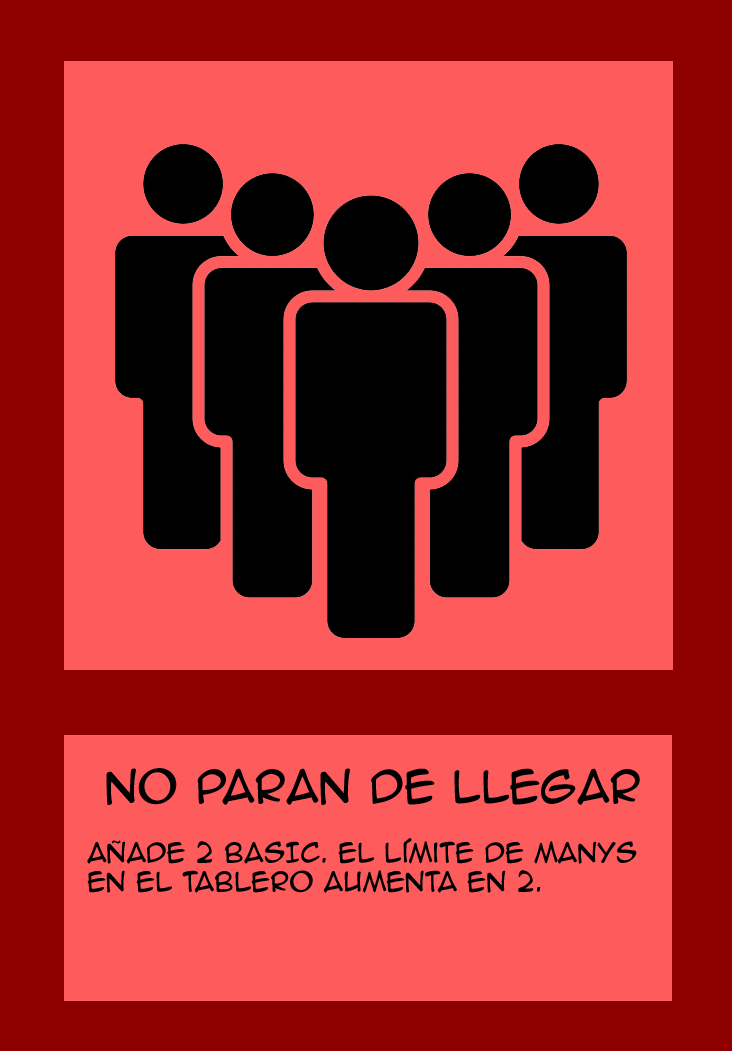 NO PARAN DE LLEGAR
AÑADE 2 BASIC. EL LÍMITE DE MANYS
EN EL TABLERO AUMENTA EN 2.